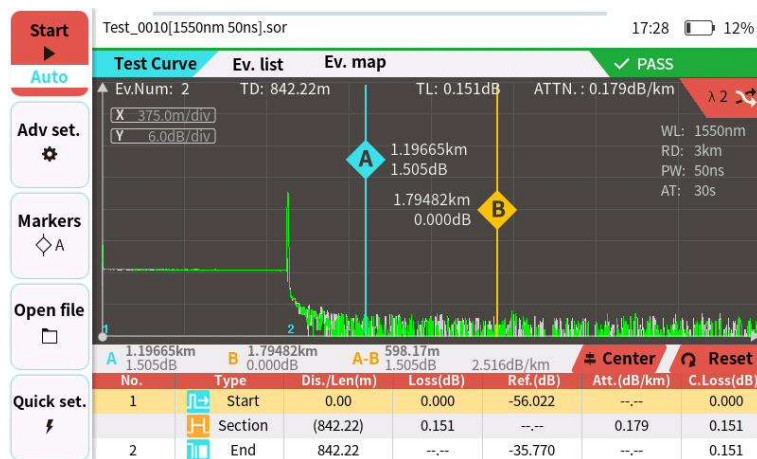 Start
Auto
Adv set.
Markers
A
Open file
Quick set.
Test_0010[1550nm 50ns].sor
17:28
12%
Test Curve
Ev. list
Ev. map
PASS
Ev.Num: 2
TD: 842.22m
TL: 0.151dB
ATTN.: 0.179dB/km
λ 2
X 375.0m/div
Y 6.0dB/div
WL: 1550nm
RD: 3km
PW: 50ns
AT: 30s
A
1.19665km
1.505dB
1.79482km
0.000dB
B
1
2
A 1.19665km 1.505dB
B 1.79482km 0.000dB
A-B 598.17m 1.505dB 2.516dB/km
Center
Reset
No. Type Dis./Len(m) Loss(dB) Ref.(dB) Att.(dB/km) C.Loss(dB)
1 Start 0.00 0.000 -56.022 --.-- 0.000
Section (842.22) 0.151 --.-- 0.179 0.151
2 End 842.22 --.-- -35.770 --.-- 0.151